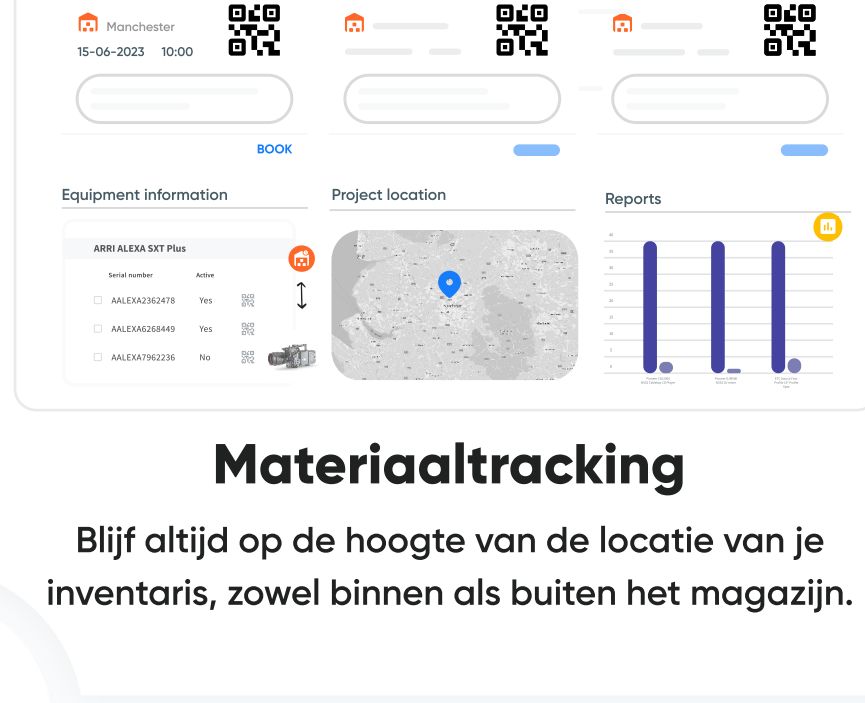 Manchester
15-06-2023 10:00
BOOK
Equipment information
Project location
Reports
ARRI ALEXA SXT Plus
Serial number Active
AALEXA2362478 Yes
AALEXA6268449 Yes
AALEXA7962236 No
Materiaaltracking
Blijf altijd op de hoogte van de locatie van je
inventaris, zowel binnen als buiten het magazijn.